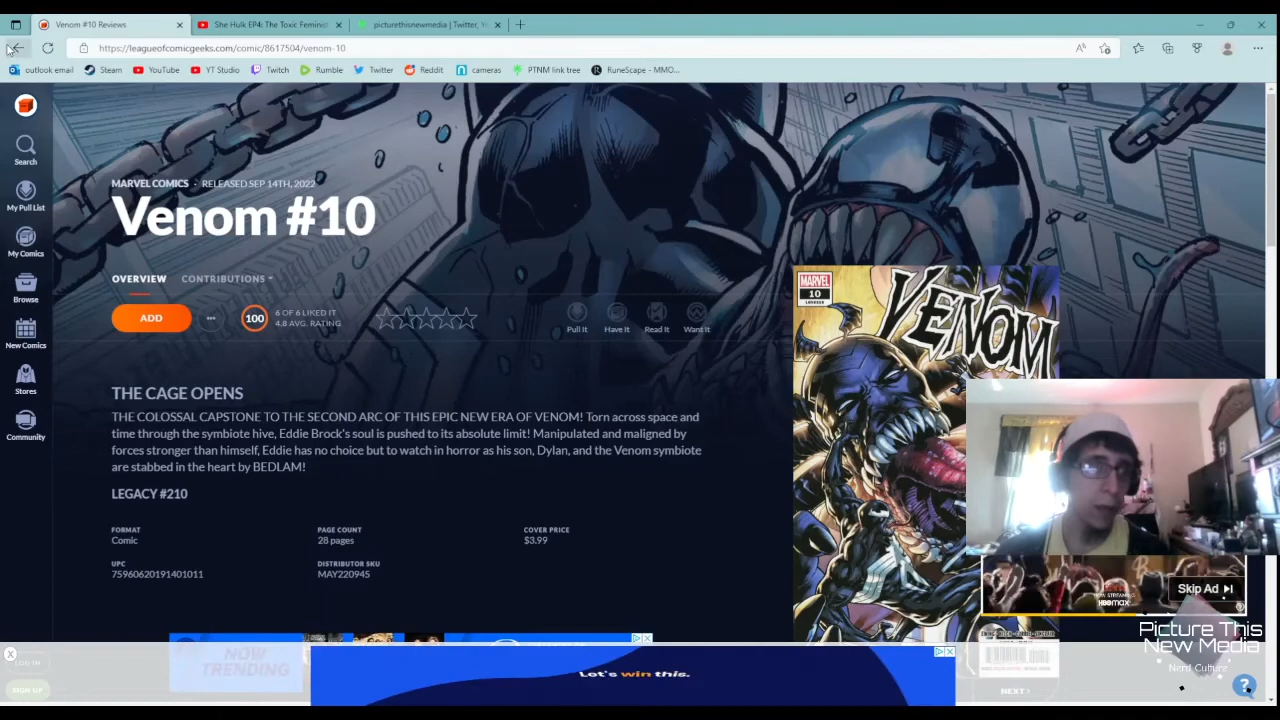 Venom #10 Reviews
She Hulk EP4: The Toxic Feminist
picturethisnewmedia | Twitter, Y
https://leagueofcomicgeeks.com/comic/8617504/venom-10
outlook email Steam YouTube YT Studio Twitch Rumble Twitter Reddit cameras PTNM link tree RuneScape - MMO...
Search
My Pull List
My Comics
Browse
New Comics
Stores
Community
LOG IN
SIGN UP
MARVEL COMICS · RELEASED SEP 14TH, 2022
Venom #10
OVERVIEW CONTRIBUTIONS
ADD
100
6 OF 6 LIKED IT
4.8 AVG. RATING
Pull It Have It Read It Want It
THE CAGE OPENS
THE COLOSSAL CAPSTONE TO THE SECOND ARC OF THIS EPIC NEW ERA OF VENOM! Torn across space and
time through the symbiote hive, Eddie Brock's soul is pushed to its absolute limit! Manipulated and maligned by
forces stronger than himself, Eddie has no choice but to watch in horror as his son, Dylan, and the Venom symbiote
are stabbed in the heart by BEDLAM!
LEGACY #210
FORMAT
Comic
PAGE COUNT
28 pages
COVER PRICE
$3.99
UPC
75960620191401011
DISTRIBUTOR SKU
MAY220945
MARVEL
10
VENOM
NOW STREAMING
HBOMAX
Skip Ad
Picture This
New Media
Nerd Culture
NEXT >
NOW
TRENDING
Let's win this.
?